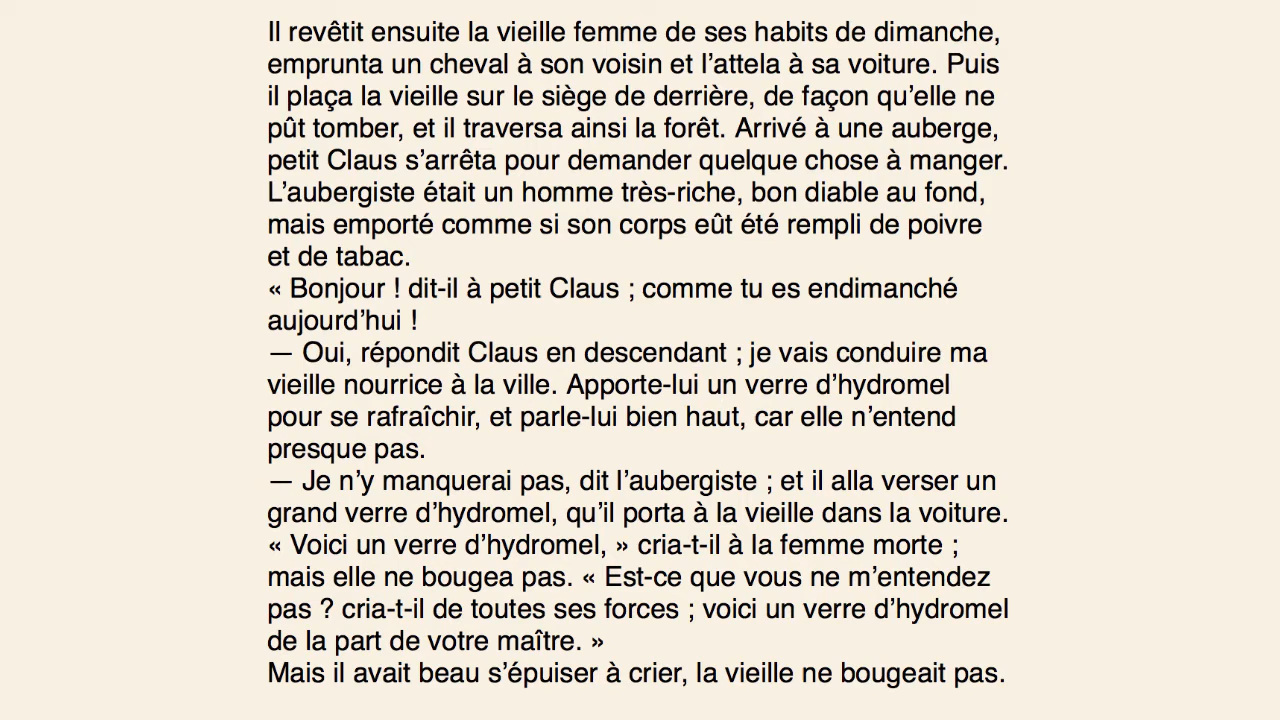 Il revêtit ensuite la vieille femme de ses habits de dimanche,
emprunta un cheval à son voisin et l’attela à sa voiture. Puis
il plaça la vieille sur le siège de derrière, de façon qu’elle ne
pût tomber, et il traversa ainsi la forêt. Arrivé à une auberge,
petit Claus s’arrêta pour demander quelque chose à manger.
L’aubergiste était un homme très-riche, bon diable au fond,
mais emporté comme si son corps eût été rempli de poivre
et de tabac.
« Bonjour ! dit-il à petit Claus ; comme tu es endimanché
aujourd’hui !
— Oui, répondit Claus en descendant ; je vais conduire ma
vieille nourrice à la ville. Apporte-lui un verre d’hydromel
pour se rafraîchir, et parle-lui bien haut, car elle n’entend
presque pas.
— Je n’y manquerai pas, dit l’aubergiste ; et il alla verser un
grand verre d’hydromel, qu’il porta à la vieille dans la voiture.
« Voici un verre d’hydromel, » cria-t-il à la femme morte ;
mais elle ne bougea pas. « Est-ce que vous ne m’entendez
pas ? cria-t-il de toutes ses forces ; voici un verre d’hydromel
de la part de votre maître. »
Mais il avait beau s’épuiser à crier, la vieille ne bougeait pas.